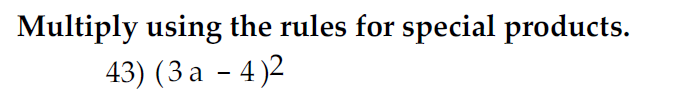 Multiply using the rules for special products.
43) (3 a - 4)2